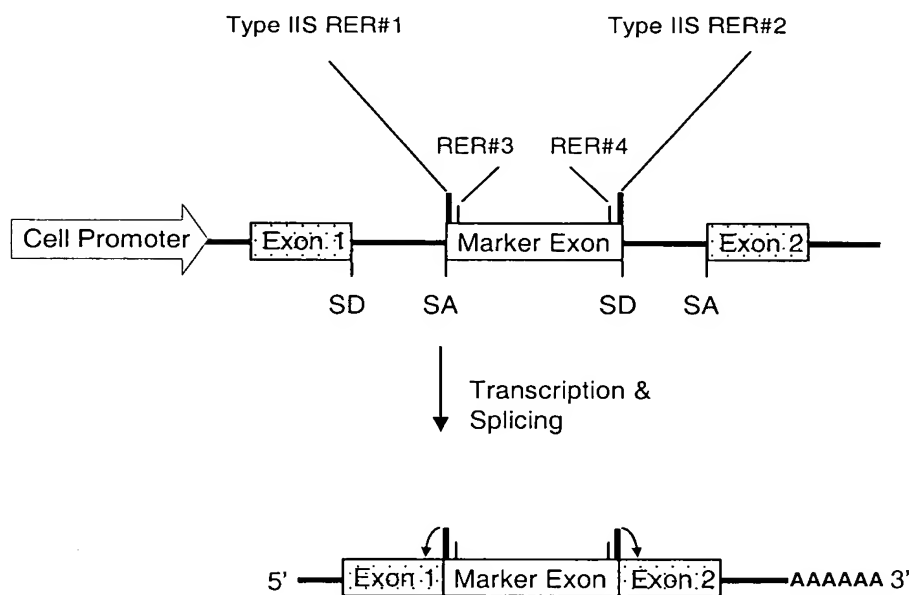 Type IIS RER#1 Type IIS RER#2
RER#3 RER#4
Cell Promoter Exon 1 Marker Exon Exon 2
SD SA SD SA
Transcription &
Splicing
5' Exon 1 Marker Exon Exon 2 AAAAAA 3'